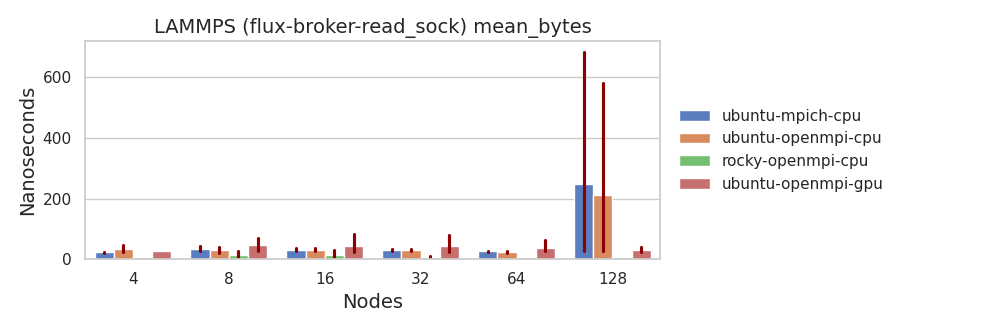 LAMMPS (flux-broker-read_sock) mean_bytes
Nanoseconds
600
400
200
0
4 8 16 32 64 128
Nodes
ubuntu-mpich-cpu
ubuntu-openmpi-cpu
rocky-openmpi-cpu
ubuntu-openmpi-gpu